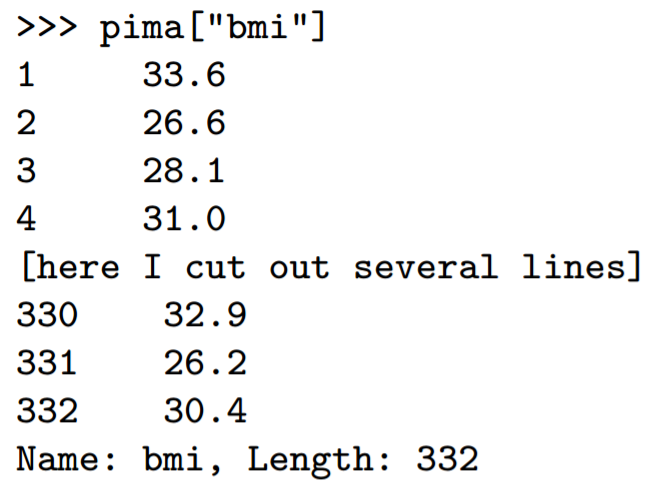 >>> pima["bmi"]
1     33.6
2     26.6
3     28.1
4     31.0
[here I cut out several lines]
330    32.9
331    26.2
332    30.4
Name: bmi, Length: 332